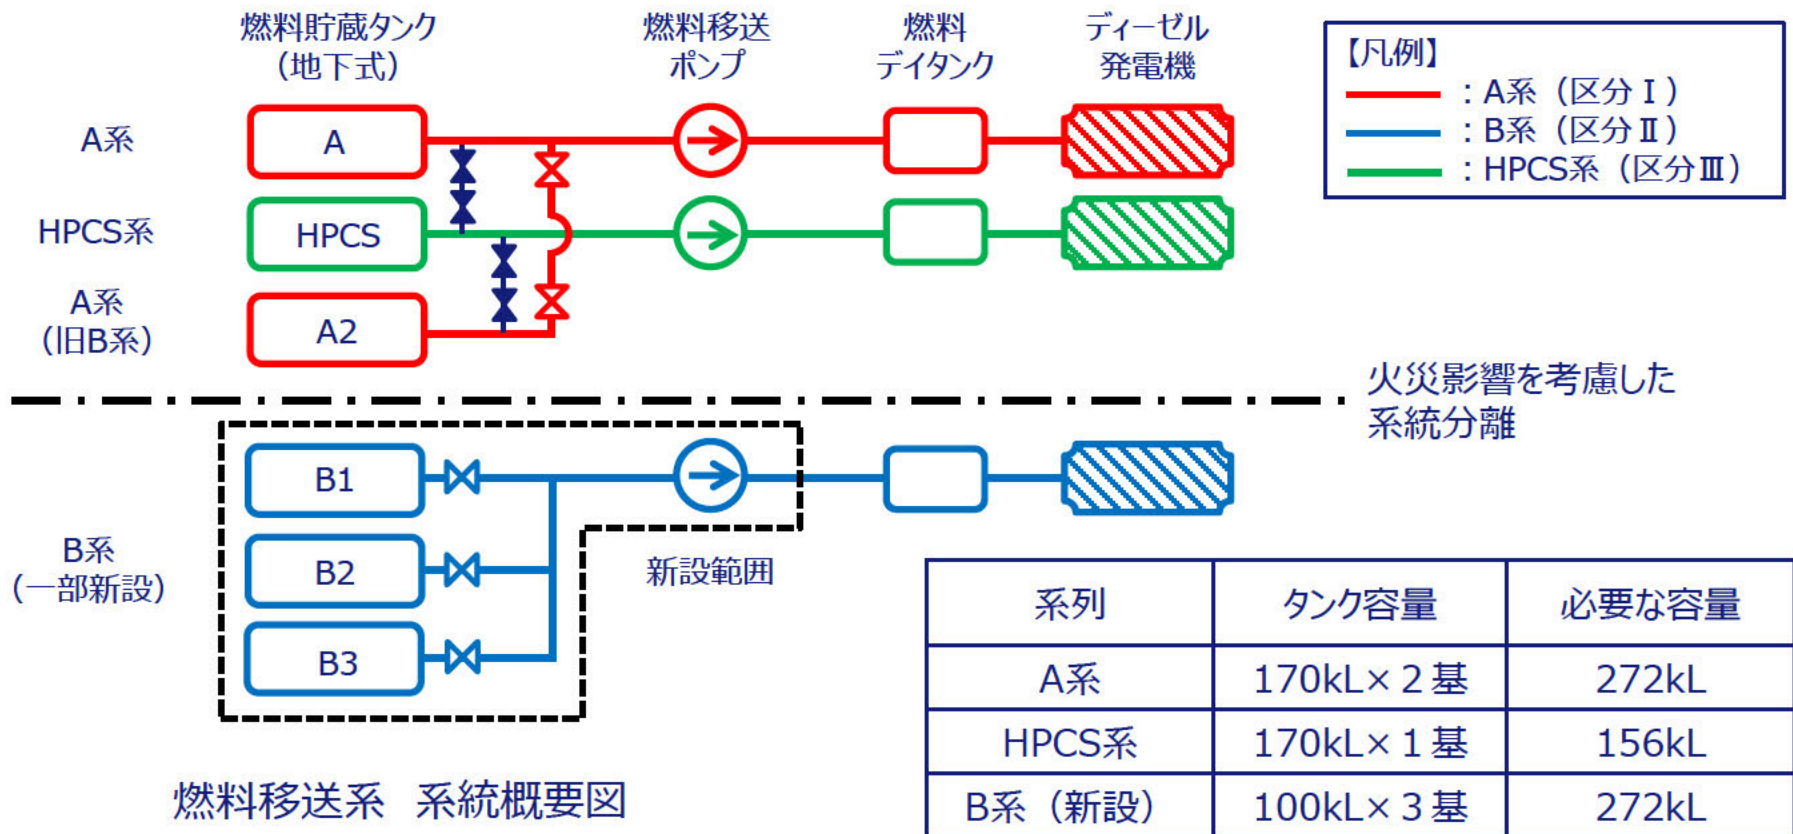 燃料貯蔵タンク
（地下式）
燃料移送
ポンプ
燃料
デイタンク
ディーゼル
発電機
【凡例】
：A系（区分Ⅰ）
：B系（区分Ⅱ）
：HPCS系（区分Ⅲ）
A系
A
HPCS系
HPCS
A系
（旧B系）
A2
火災影響を考慮した
系統分離
B系
（一部新設）
B1
B2
B3
新設範囲
系列 タンク容量 必要な容量
A系 170kL×２基 272kL
HPCS系 170kL×１基 156kL
B系（新設） 100kL×３基 272kL
燃料移送系 系統概要図